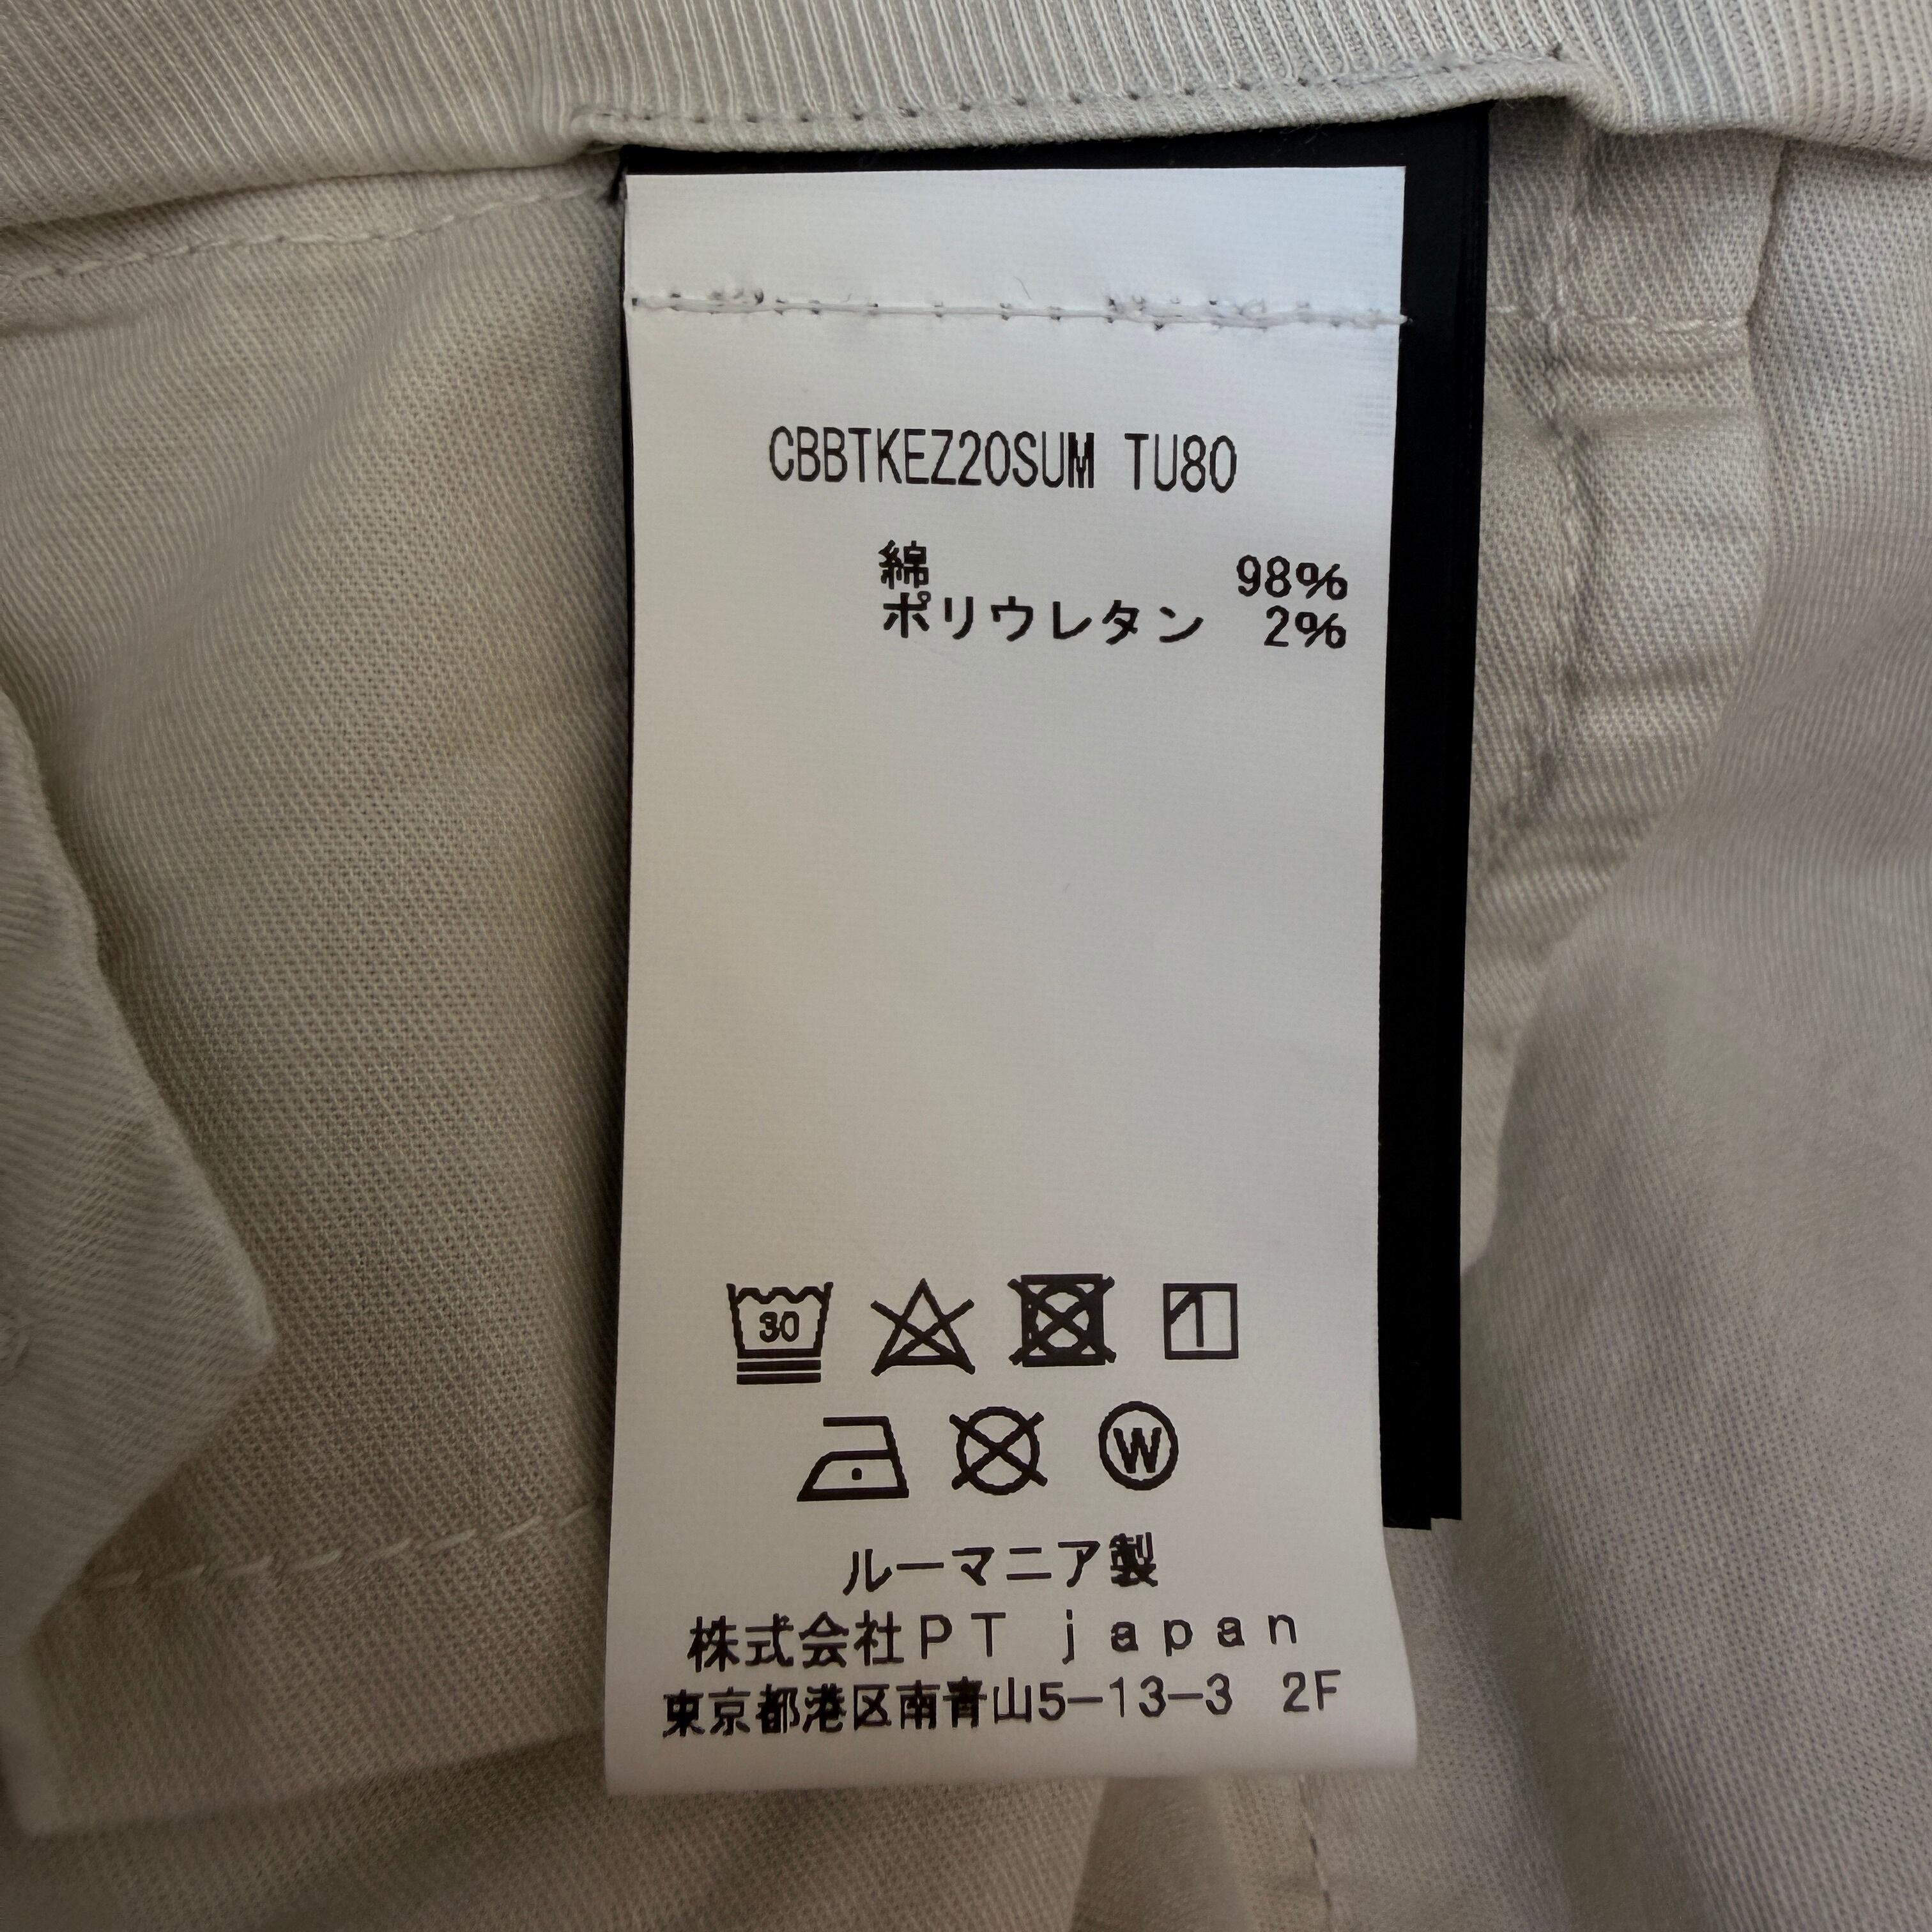 CBBTKEZ20SUM TU80
綿 98%
ポリウレタン 2%
30
W
ルーマニア製
株式会社PT japan
東京都港区南青山5-13-3 2F